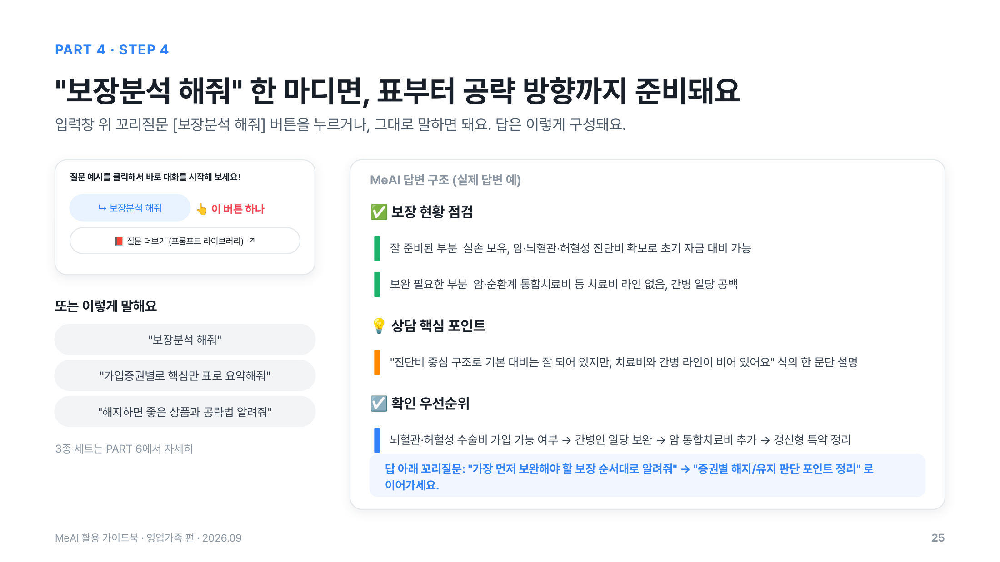 PART 4 · STEP 4
"보장분석 해줘" 한 마디면, 표부터 공략 방향까지 준비돼요
입력창 위 꼬리질문 [보장분석 해줘] 버튼을 누르거나, 그대로 말하면 돼요. 답은 이렇게 구성돼요.
질문 예시를 클릭해서 바로 대화를 시작해 보세요!
↳ 보장분석 해줘
👆 이 버튼 하나
📕 질문 더보기 (프롬프트 라이브러리) ↗
또는 이렇게 말해요
"보장분석 해줘"
"가입증권별로 핵심만 표로 요약해줘"
"해지하면 좋은 상품과 공략법 알려줘"
3종 세트는 PART 6에서 자세히
MeAI 답변 구조 (실제 답변 예)
✅ 보장 현황 점검
잘 준비된 부분 실손 보유, 암·뇌혈관·허혈성 진단비 확보로 초기 자금 대비 가능
보완 필요한 부분 암·순환계 통합치료비 등 치료비 라인 없음, 간병 일당 공백
💡 상담 핵심 포인트
"진단비 중심 구조로 기본 대비는 잘 되어 있지만, 치료비와 간병 라인이 비어 있어요" 식의 한 문단 설명
☑️ 확인 우선순위
뇌혈관·허혈성 수술비 가입 가능 여부 → 간병인 일당 보완 → 암 통합치료비 추가 → 갱신형 특약 정리
답 아래 꼬리질문: "가장 먼저 보완해야 할 보장 순서대로 알려줘" → "증권별 해지/유지 판단 포인트 정리" 로
이어가세요.
MeAI 활용 가이드북 · 영업가족 편 · 2026.09
25